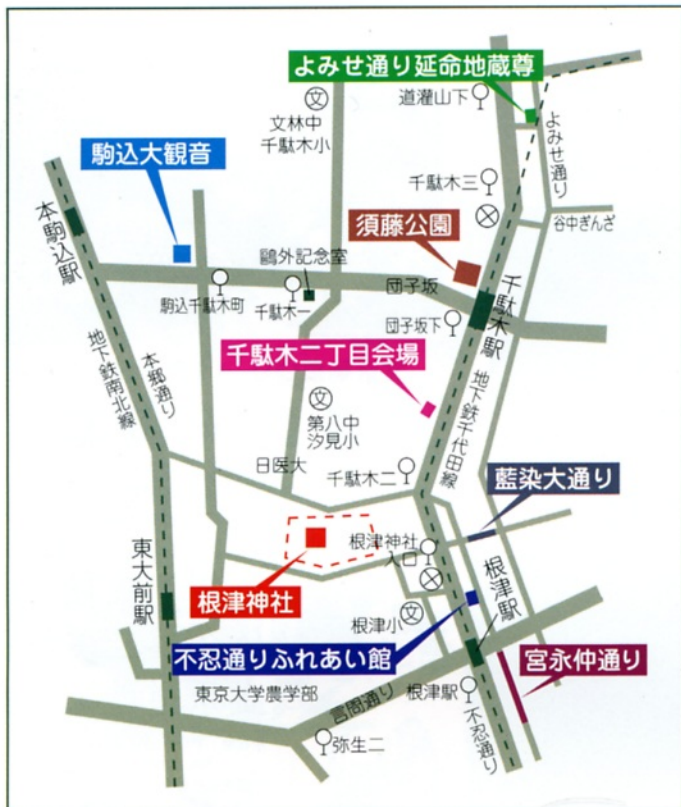 よみせ通り延命地蔵尊
文
文林中
千駄木小
道灌山下
よみせ通り
駒込大観音
千駄木三
谷中ぎんざ
本駒込駅
須藤公園
鷗外記念室
団子坂
千駄木駅
駒込千駄木町
千駄木一
団子坂下
地下鉄南北線
本郷通り
千駄木二丁目会場
地下鉄千代田線
文
第八中
汐見小
日医大
千駄木二
藍染大通り
根津神社
入口
東大前駅
根津神社
根津駅
文
根津小
不忍通りふれあい館
宮永仲通り
東京大学農学部
言問通り
根津駅
不忍通り
弥生二